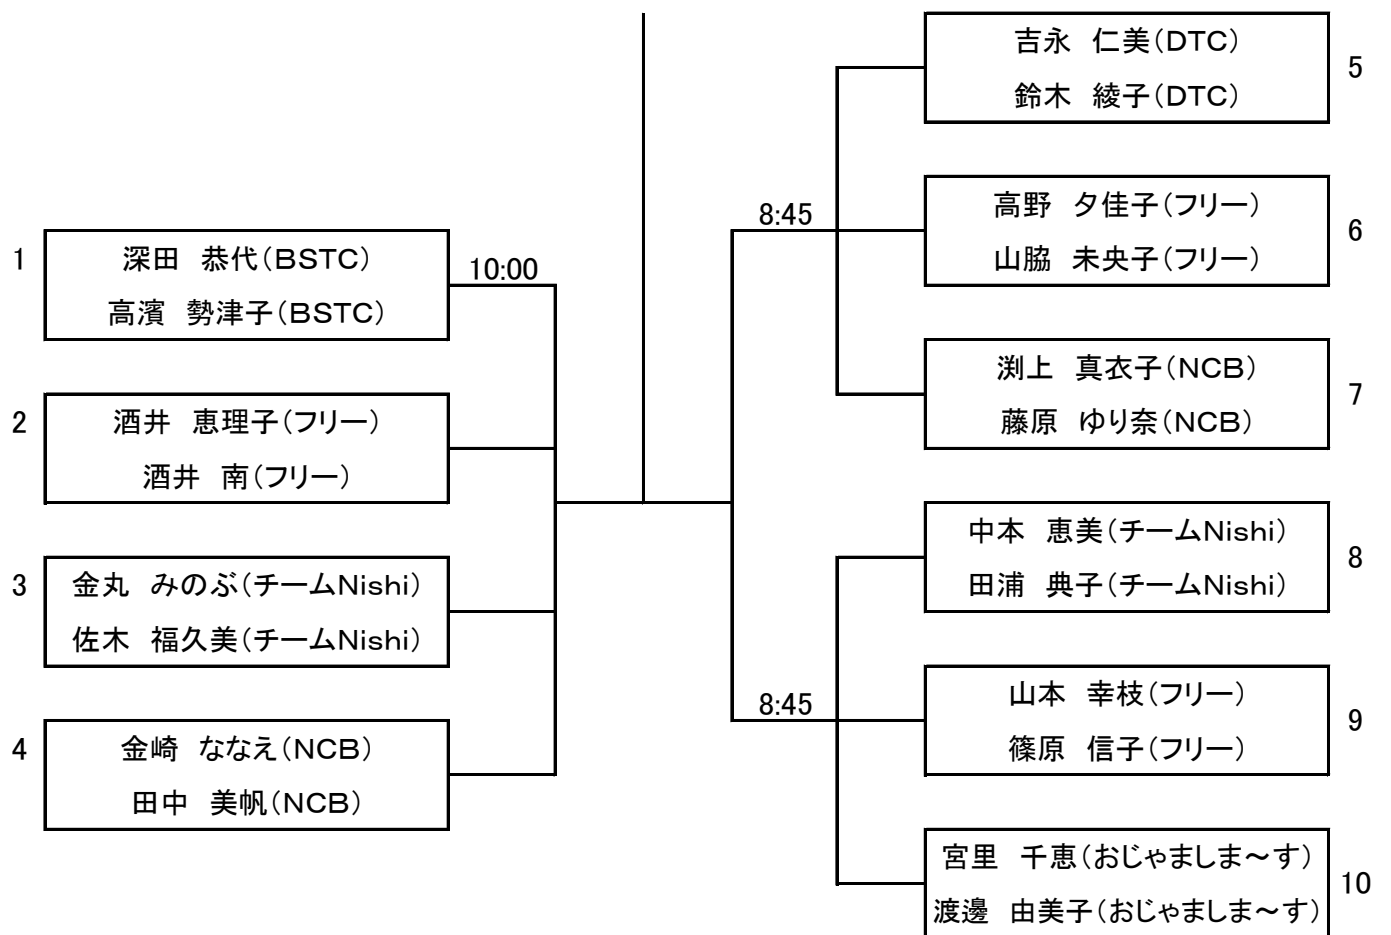 1
深田　恭代(BSTC)
高濱　勢津子(BSTC)
10:00
2
酒井　恵理子(フリー)
酒井　南(フリー)
3
金丸　みのぶ(チームNishi)
佐木　福久美(チームNishi)
4
金崎　ななえ(NCB)
田中　美帆(NCB)
8:45
吉永　仁美(DTC)
鈴木　綾子(DTC)
5
高野　夕佳子(フリー)
山脇　未央子(フリー)
6
渕上　真衣子(NCB)
藤原　ゆり奈(NCB)
7
8:45
中本　恵美(チームNishi)
田浦　典子(チームNishi)
8
山本　幸枝(フリー)
篠原　信子(フリー)
9
宮里　千恵(おじゃましま～す)
渡邊　由美子(おじゃましま～す)
10